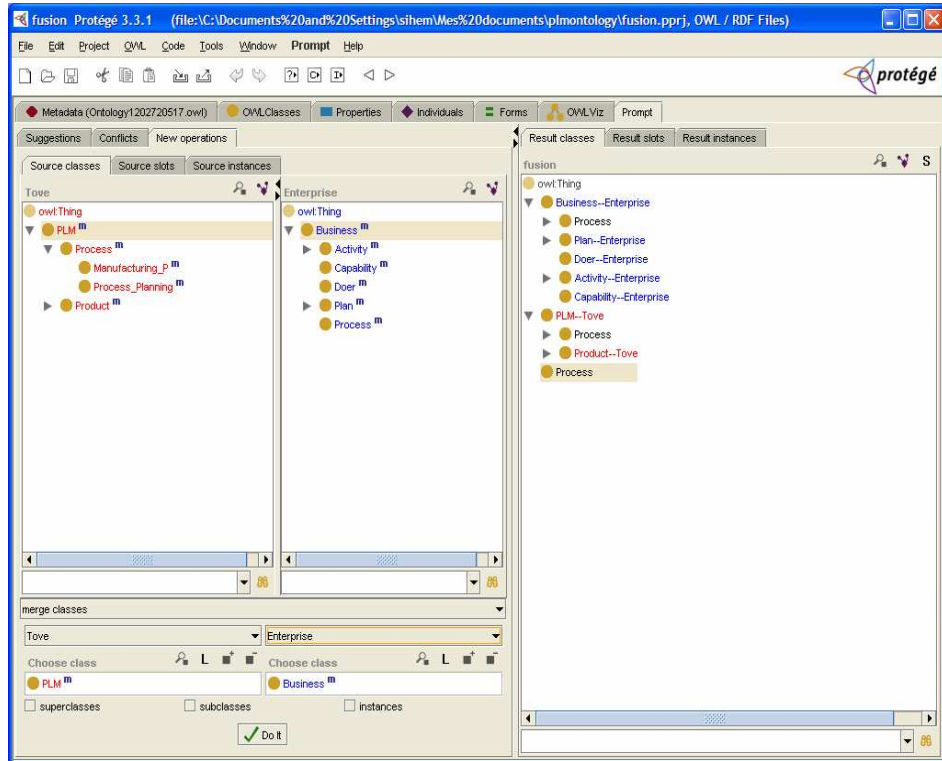 fusion Protégé 3.3.1 (file:\C:\Documents%20and%20Settings\sihem\Mes%20documents\plmontology\fusion.pprj, OWL / RDF Files)
File Edit Project OWL Code Tools Window Prompt Help
protégé
Metadata (Ontology1202720517.owl) OWLClasses Properties Individuals Forms OWLViz Prompt
Suggestions Conflicts New operations
Source classes Source slots Source instances
Tove
owl:Thing
PLM m
Process m
Manufacturing_P m
Process_Planning m
Product m
Enterprise
owl:Thing
Business m
Activity m
Capability m
Doer m
Plan m
Process m
merge classes
Tove Enterprise
Choose class L Choose class L
PLM m Business m
superclasses subclasses instances
Do It
Result classes Result slots Result instances
fusion S
owl:Thing
Business--Enterprise
Process
Plan--Enterprise
Doer--Enterprise
Activity--Enterprise
Capability--Enterprise
PLM--Tove
Process
Product--Tove
Process